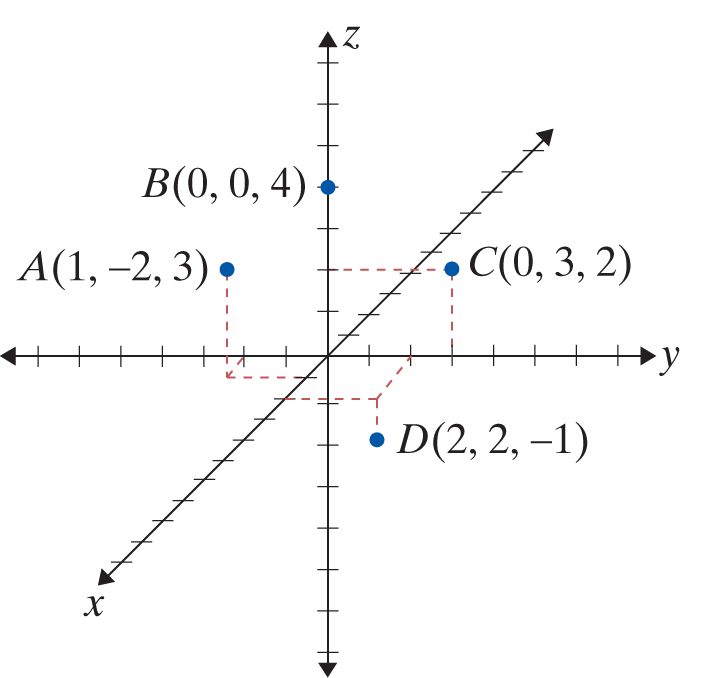 z
B(0, 0, 4)
A(1, –2, 3)
C(0, 3, 2)
y
D(2, 2, –1)
x